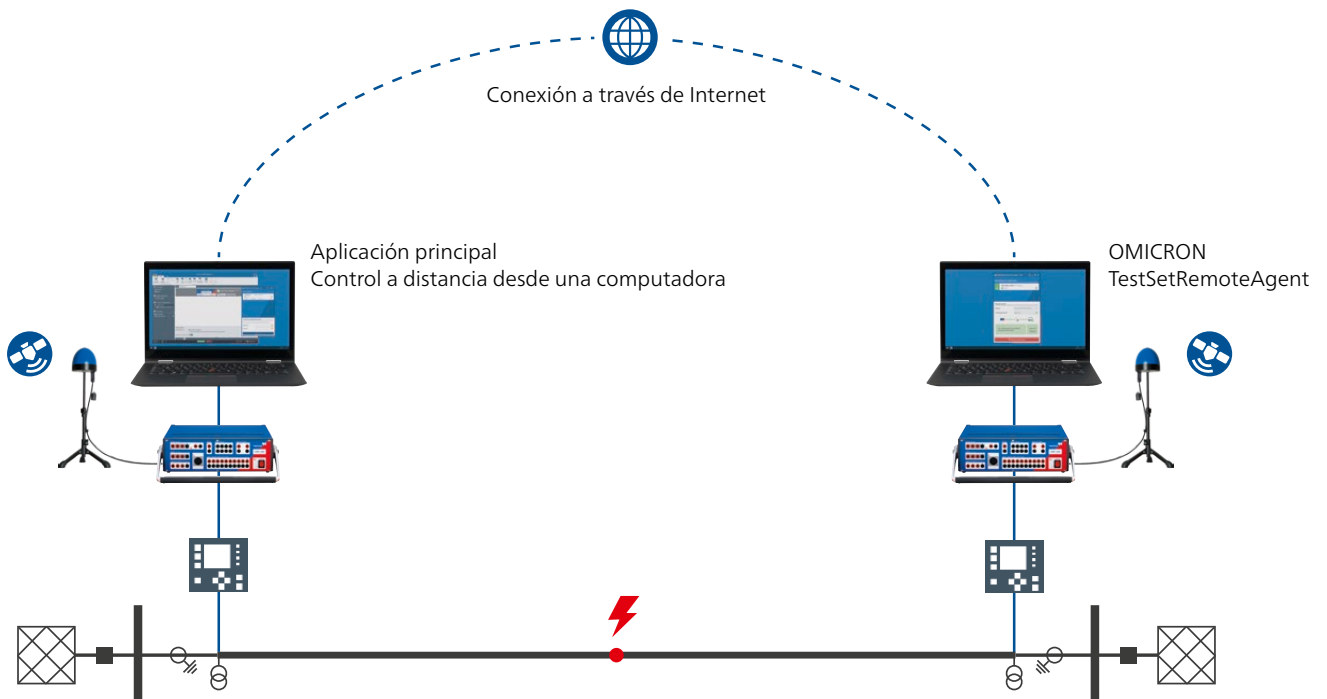 Conexión a través de Internet
Aplicación principal
Control a distancia desde una computadora
OMICRON
TestSetRemoteAgent